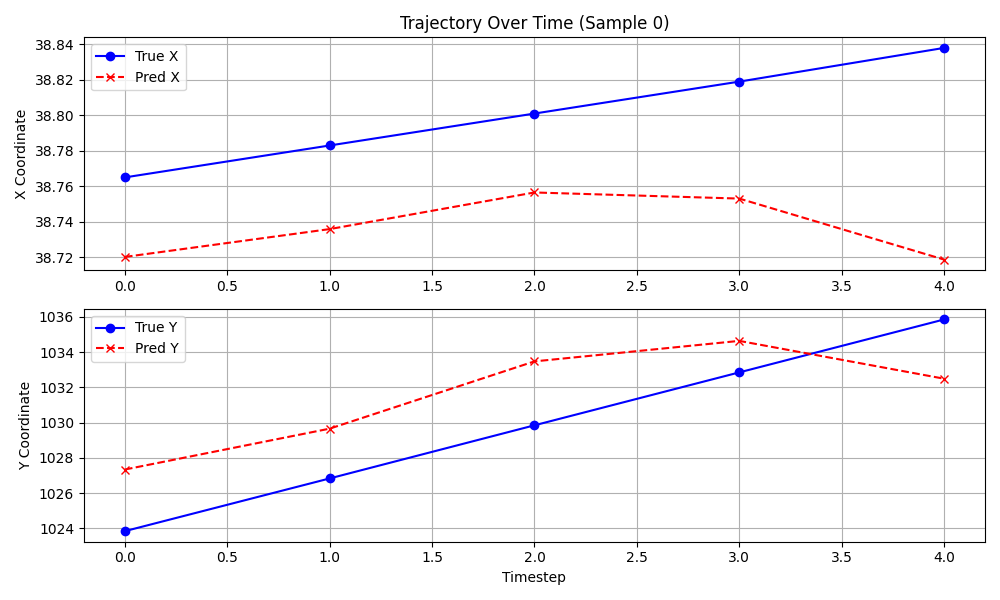 Trajectory Over Time (Sample 0)
True X
Pred X
X Coordinate
38.84
38.82
38.80
38.78
38.76
38.74
38.72
0.0 0.5 1.0 1.5 2.0 2.5 3.0 3.5 4.0
True Y
Pred Y
Y Coordinate
1036
1034
1032
1030
1028
1026
1024
0.0 0.5 1.0 1.5 2.0 2.5 3.0 3.5 4.0
Timestep